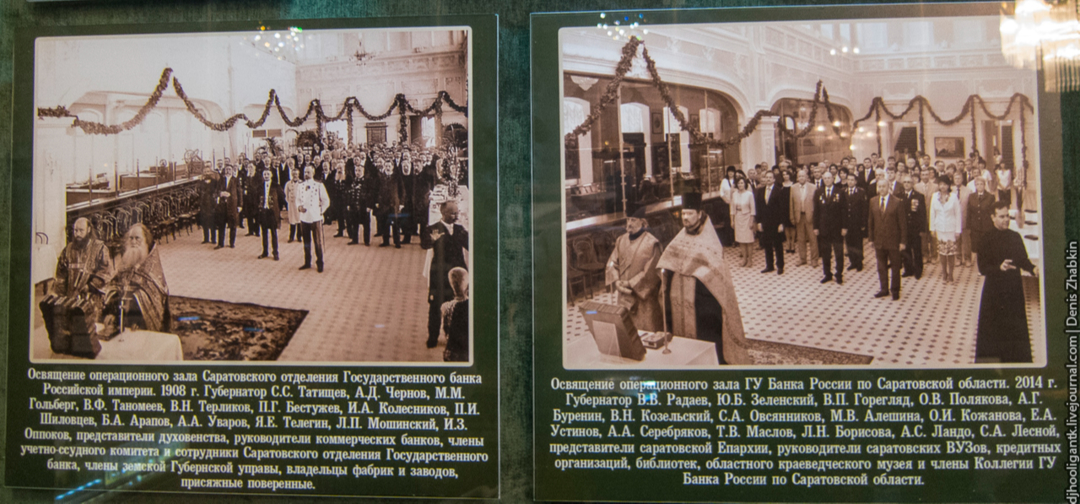 Освящение операционного зала Саратовского отделения Государственного банка
Российской империи. 1908 г. Губернатор С.С. Татищев, А.Д. Чернов, М.М.
Гольберг, В.Ф. Таномеев, В.Н. Терликов, П.Г. Бестужев, И.А. Колесников, П.И.
Шиловцев, Б.А. Арапов, А.А. Уваров, Я.Е. Телегин, Л.П. Мошинский, И.З.
Оппоков, представители духовенства, руководители коммерческих банков, члены
учетно-ссудного комитета и сотрудники Саратовского отделения Государственного
банка, члены земской Губернской управы, владельцы фабрик и заводов,
присяжные поверенные.
Освящение операционного зала ГУ Банка России по Саратовской области. 2014 г.
Губернатор В.В. Радаев, Ю.Б. Зеленский, В.П. Горегляд, О.В. Полякова, А.Г.
Буренин, В.Н. Козельский, С.А. Овсянников, М.В. Алешина, О.И. Кожанова, Е.А.
Устинов, А.А. Серебряков, Т.В. Маслов, Л.Н. Борисова, А.С. Ландо, С.А. Лесной,
представители саратовской Епархии, руководители саратовских ВУЗов, кредитных
организаций, библиотек, областного краеведческого музея и члены Коллегии ГУ
Банка России по Саратовской области.
djhooligantk.livejournal.com | Denis Zhabkin